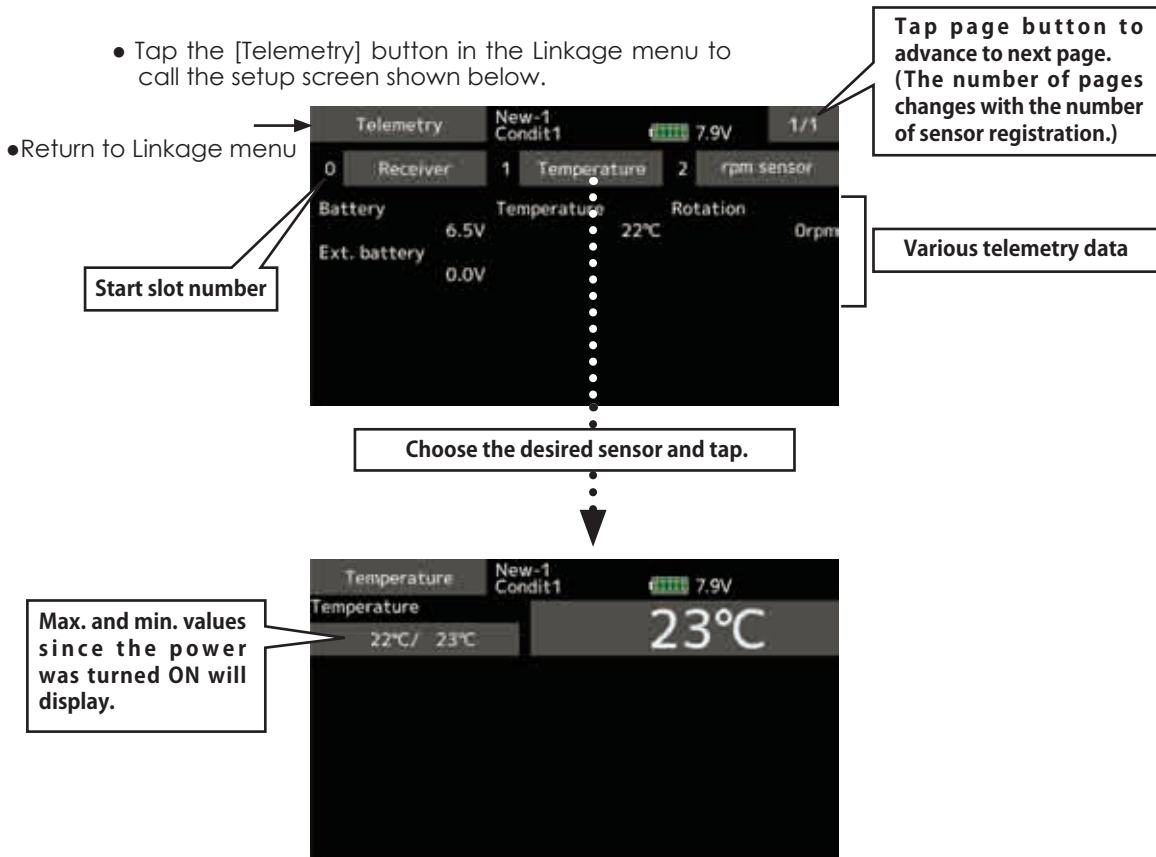 ● Tap the [Telemetry] button in the Linkage menu to
call the setup screen shown below.
Tap page button to
advance to next page.
(The number of pages
changes with the number
of sensor registration.)
●Return to Linkage menu
Telemetry
New-1
Condit1
7.9V
1/1
0 Receiver 1 Temperature 2 rpm sensor
Battery Temperature Rotation
6.5V 22℃ 0rpm
Ext. battery
0.0V
Start slot number
Various telemetry data
Choose the desired sensor and tap.
Temperature
New-1
Condit1
7.9V
Temperature
22℃/ 23℃
23℃
Max. and min. values
since the power
was turned ON will
display.